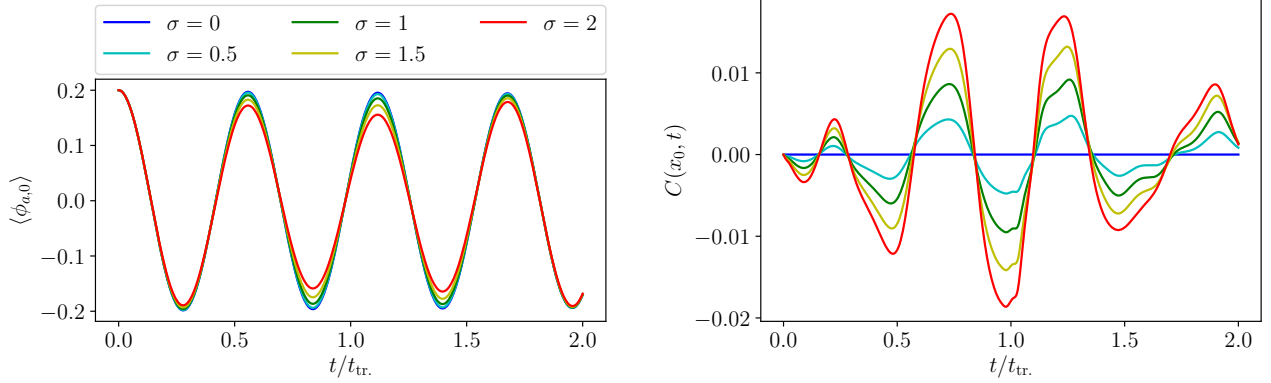 σ = 0
σ = 1
σ = 2
σ = 0.5
σ = 1.5
0.2
0.1
0.0
−0.1
−0.2
⟨ϕ_{a,0}⟩
0.0 0.5 1.0 1.5 2.0
t/t_{tr.}
0.01
0.00
−0.01
−0.02
C(x_0, t)
0.0 0.5 1.0 1.5 2.0
t/t_{tr.}